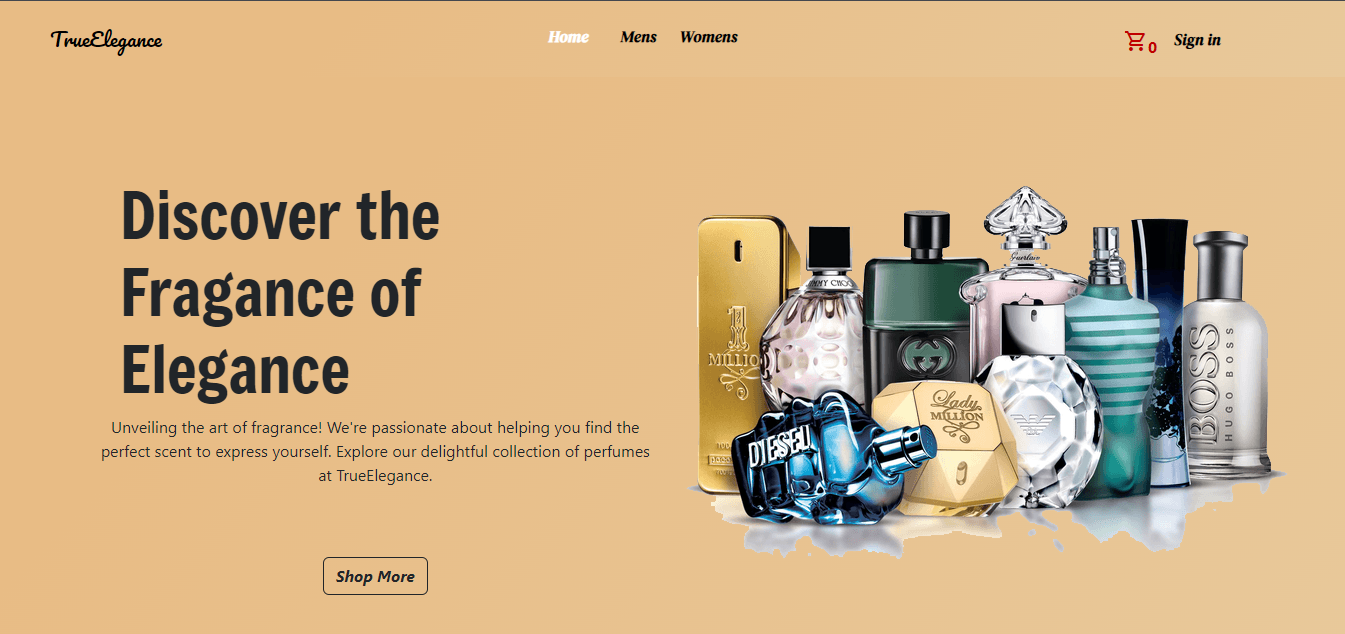 TrueElegance
Home Mens Womens
0 Sign in
Discover the
Fragance of
Elegance
Unveiling the art of fragrance! We're passionate about helping you find the
perfect scent to express yourself. Explore our delightful collection of perfumes
at TrueElegance.
Shop More
1
MILLION
JIMMY CHOO
Guerlain
DIESEL
Lady
MILLION
BOSS
HUGO BOSS